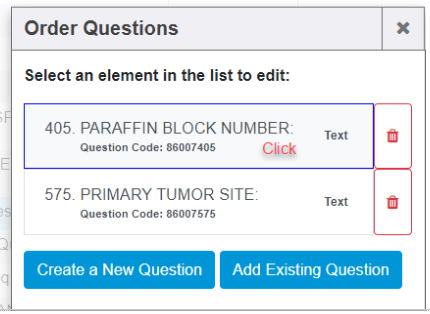 Order Questions
Select an element in the list to edit:
405. PARAFFIN BLOCK NUMBER:
Text
Question Code: 86007405
Click
575. PRIMARY TUMOR SITE:
Text
Question Code: 86007575
Create a New Question
Add Existing Question